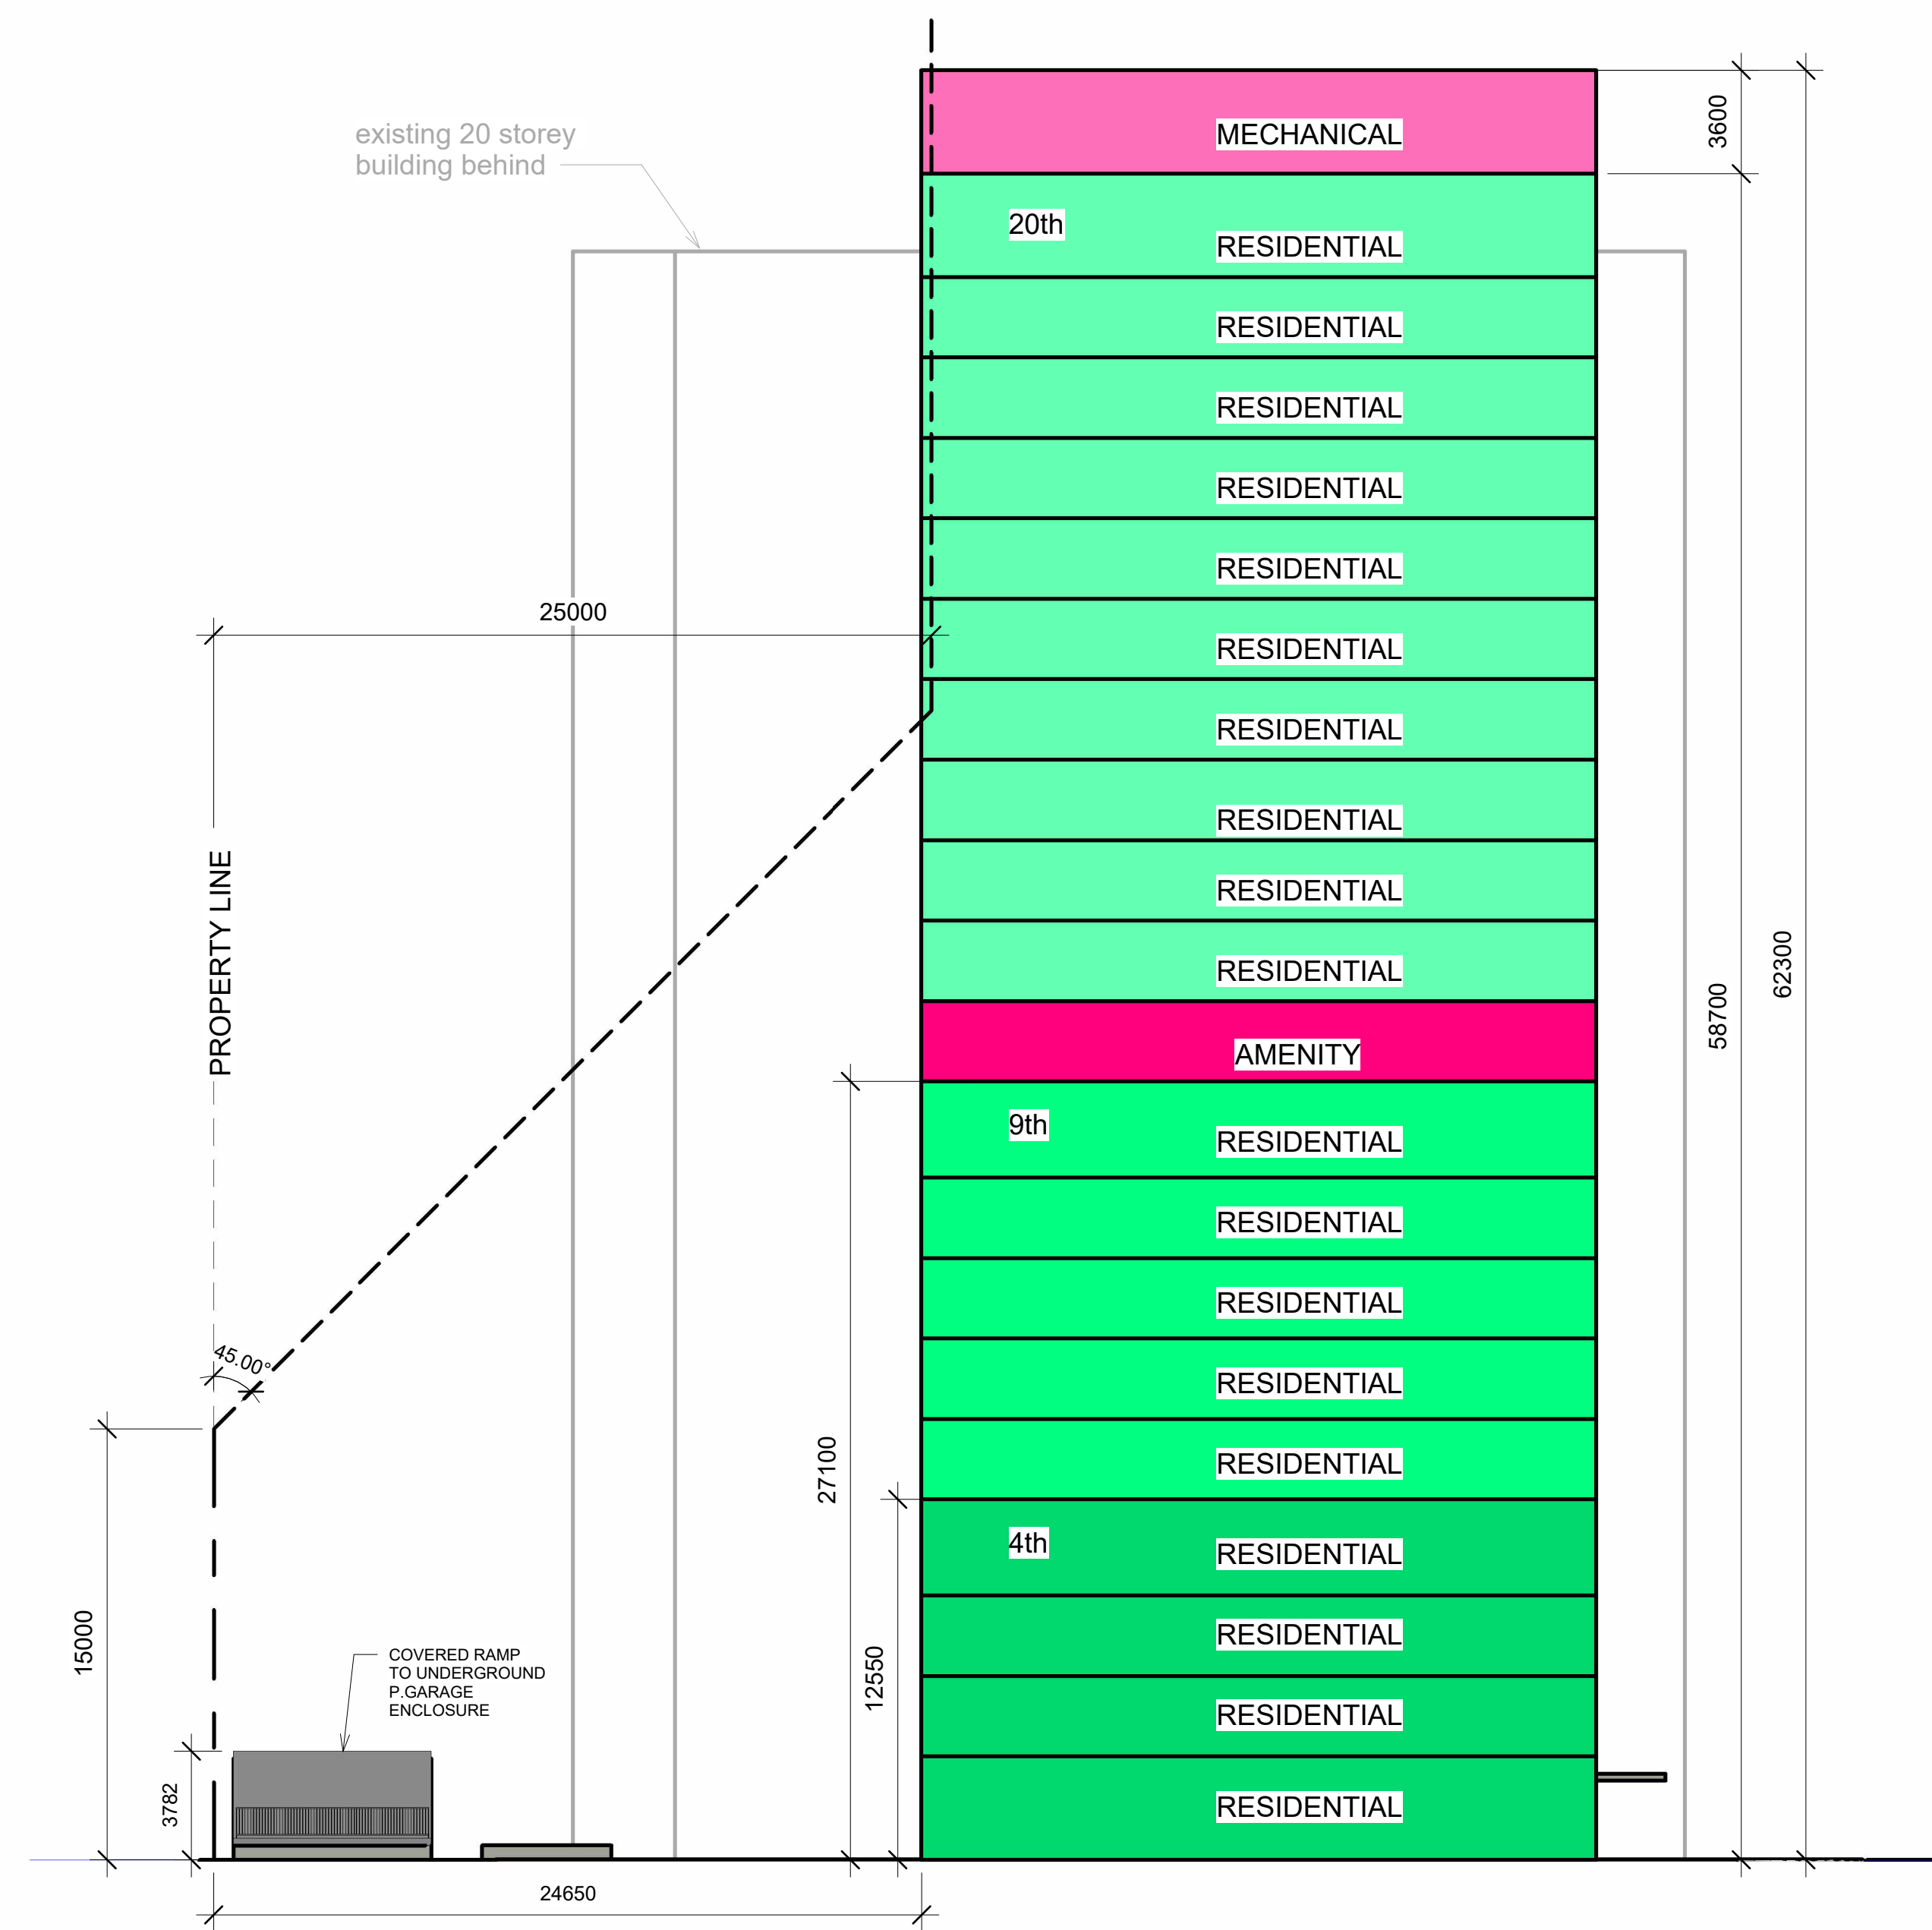 MECHANICAL
3600
existing 20 storey
building behind
20th
RESIDENTIAL
RESIDENTIAL
RESIDENTIAL
RESIDENTIAL
RESIDENTIAL
25000
RESIDENTIAL
RESIDENTIAL
RESIDENTIAL
PROPERTY LINE
RESIDENTIAL
RESIDENTIAL
62300
58700
AMENITY
9th
RESIDENTIAL
RESIDENTIAL
RESIDENTIAL
45.00°
RESIDENTIAL
RESIDENTIAL
27100
4th
RESIDENTIAL
15000
RESIDENTIAL
12550
COVERED RAMP
TO UNDERGROUND
P.GARAGE
ENCLOSURE
RESIDENTIAL
3782
RESIDENTIAL
24650